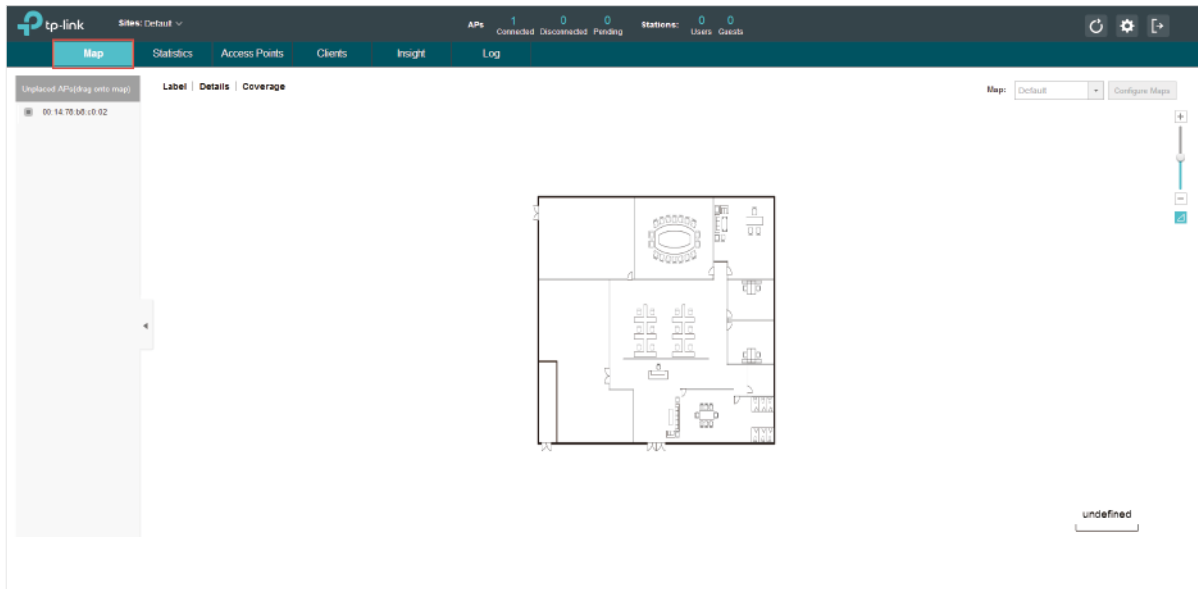 tp-link Sites: Default APs 1 0 0 Stations: 0 0
Connected Disconnected Pending Users Guests
Map Statistics Access Points Clients Insight Log
Unplaced APs(drag onto map) Label Details Coverage Map: Default Configure Maps
00:14:78:b8:c0:02
undefined